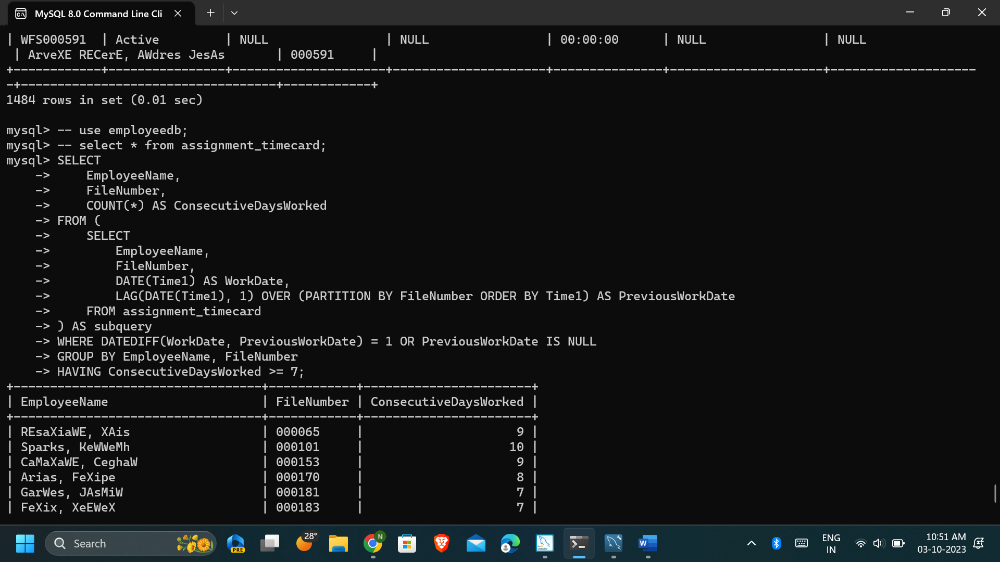 MySQL 8.0 Command Line Cli
| WFS000591 | Active | NULL | NULL | 00:00:00 | NULL | NULL
| ArveXE RECerE, AWdres JesAs | 000591 |
+------------+----------------+---------------------+---------------------+---------------+---------------------+--------------------
-+-----------------------------------+------------+
1484 rows in set (0.01 sec)
mysql> -- use employeedb;
mysql> -- select * from assignment_timecard;
mysql> SELECT
    ->     EmployeeName,
    ->     FileNumber,
    ->     COUNT(*) AS ConsecutiveDaysWorked
    -> FROM (
    ->     SELECT
    ->         EmployeeName,
    ->         FileNumber,
    ->         DATE(Time1) AS WorkDate,
    ->         LAG(DATE(Time1), 1) OVER (PARTITION BY FileNumber ORDER BY Time1) AS PreviousWorkDate
    ->     FROM assignment_timecard
    -> ) AS subquery
    -> WHERE DATEDIFF(WorkDate, PreviousWorkDate) = 1 OR PreviousWorkDate IS NULL
    -> GROUP BY EmployeeName, FileNumber
    -> HAVING ConsecutiveDaysWorked >= 7;
+----------------------------------+------------+-----------------------+
| EmployeeName | FileNumber | ConsecutiveDaysWorked |
+----------------------------------+------------+-----------------------+
| REsaXiaWE, XAis | 000065 | 9 |
| Sparks, KeWWeMh | 000101 | 10 |
| CaMaXaWE, CeghaW | 000153 | 9 |
| Arias, FeXipe | 000170 | 8 |
| GarWes, JAsMiW | 000181 | 7 |
| FeXix, XeEWeX | 000183 | 7 |
Search
PRE
28°
N
W
ENG
IN
10:51 AM
03-10-2023